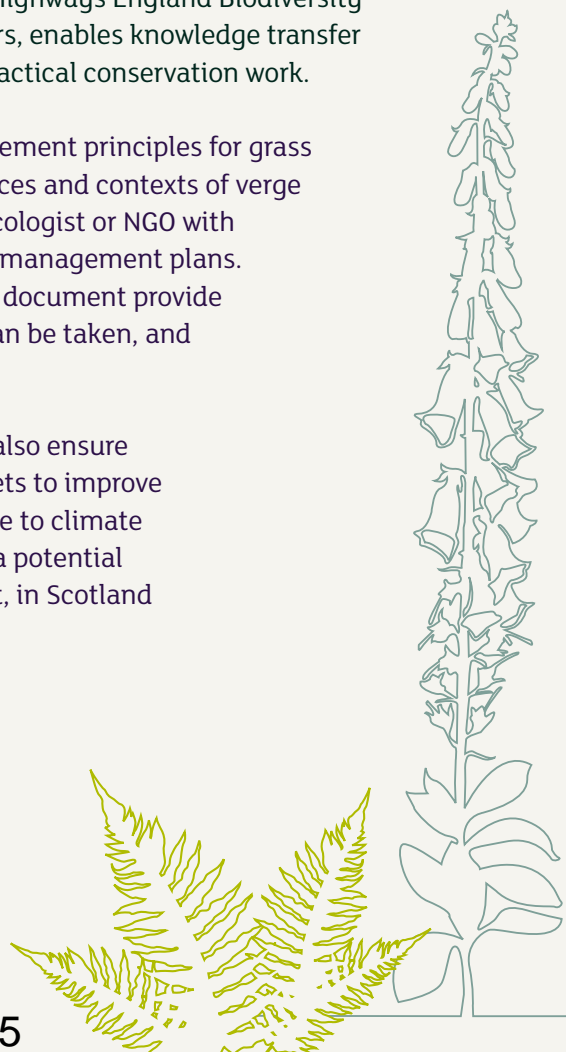 Highways England Biodiversity
rs, enables knowledge transfer
actical conservation work.
ement principles for grass
ces and contexts of verge
cologist or NGO with
management plans.
document provide
an be taken, and
also ensure
ets to improve
e to climate
a potential
t, in Scotland
5